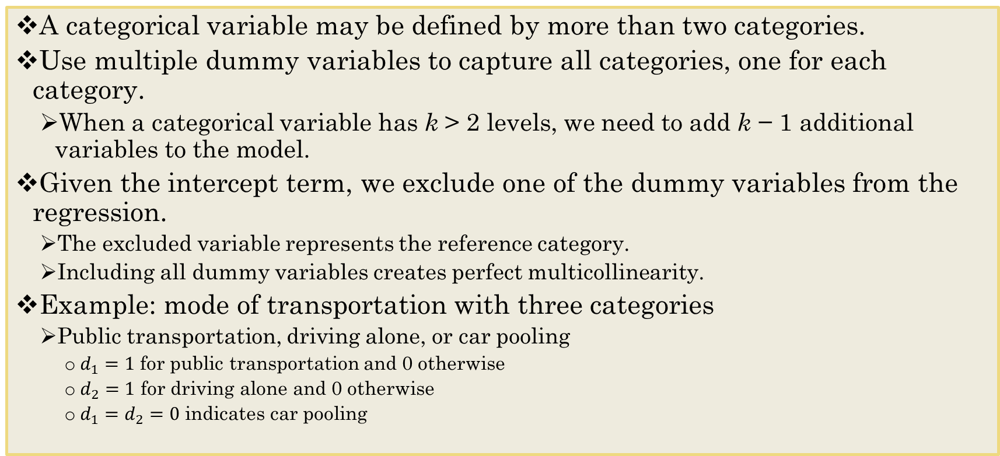 ❖A categorical variable may be defined by more than two categories.
❖Use multiple dummy variables to capture all categories, one for each
category.
➢When a categorical variable has k > 2 levels, we need to add k − 1 additional
variables to the model.
❖Given the intercept term, we exclude one of the dummy variables from the
regression.
➢The excluded variable represents the reference category.
➢Including all dummy variables creates perfect multicollinearity.
❖Example: mode of transportation with three categories
➢Public transportation, driving alone, or car pooling
○ d₁ = 1 for public transportation and 0 otherwise
○ d₂ = 1 for driving alone and 0 otherwise
○ d₁ = d₂ = 0 indicates car pooling